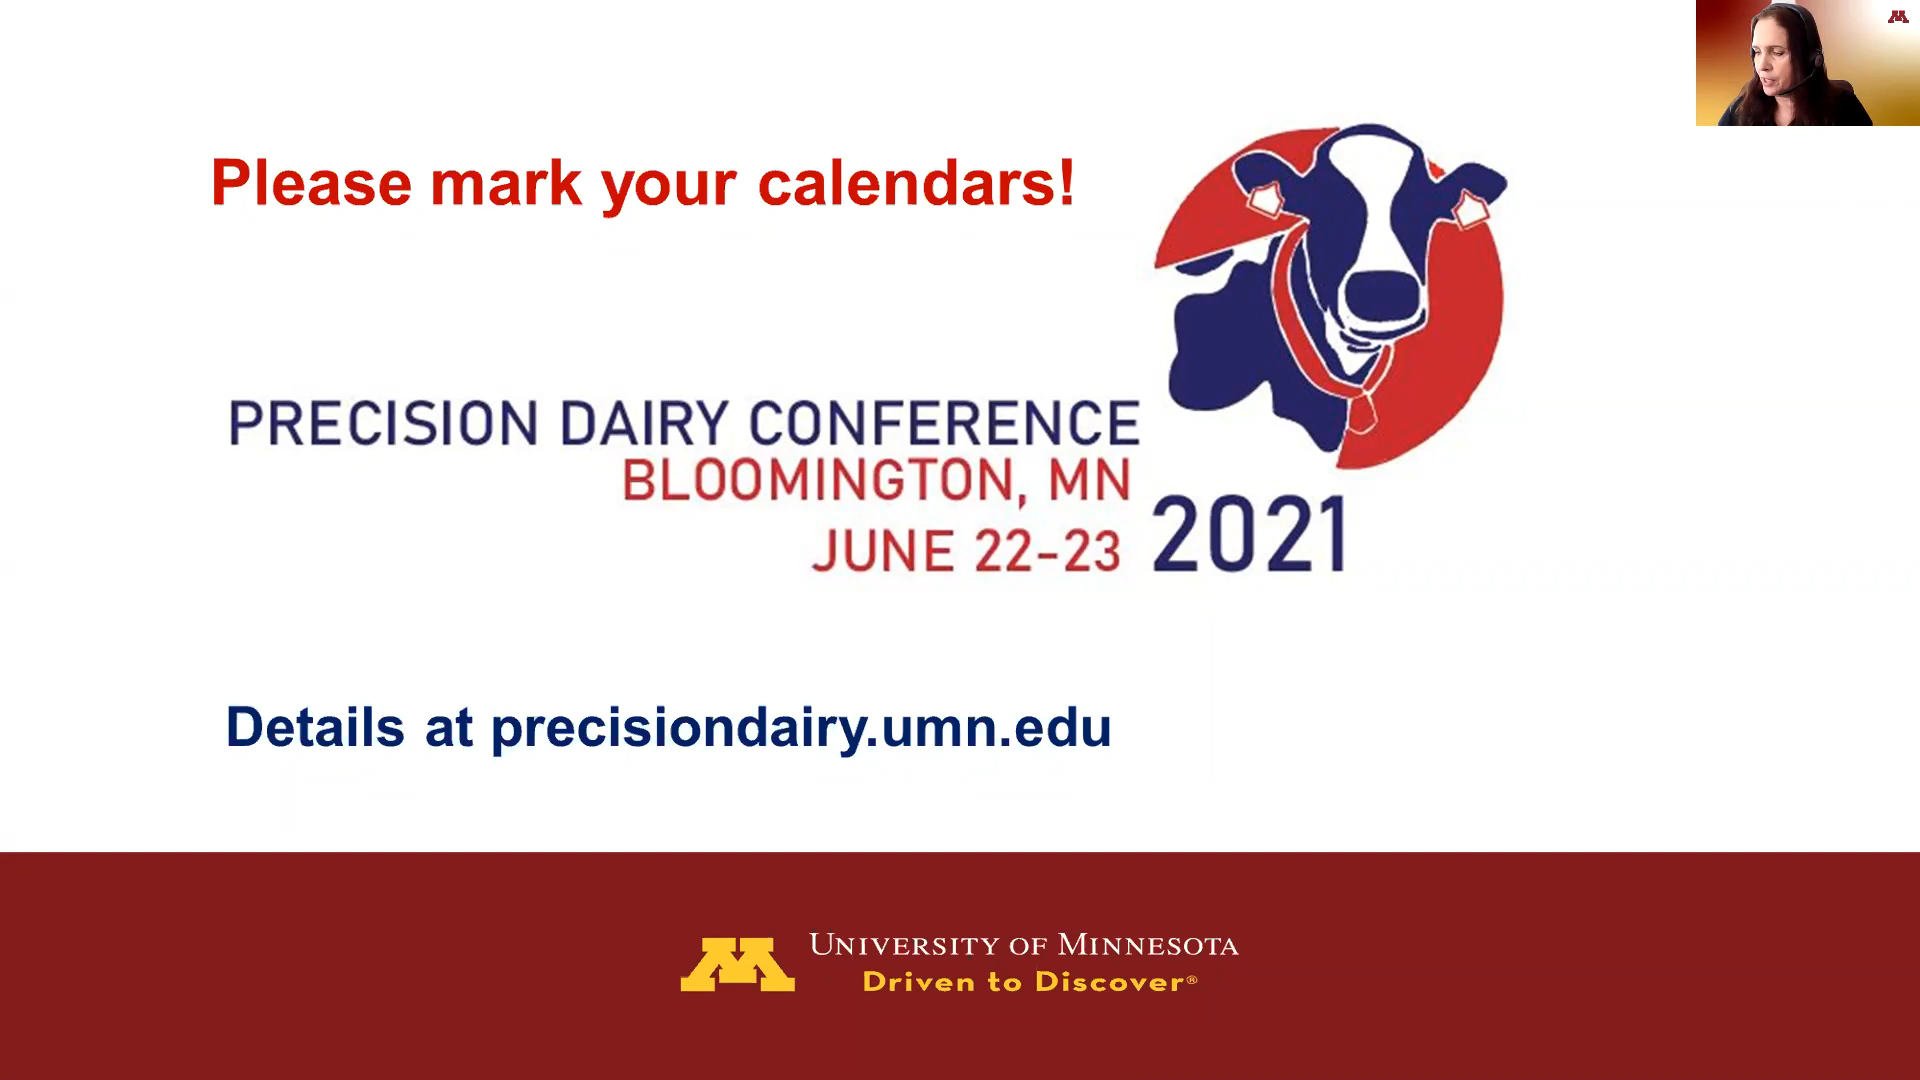 Please mark your calendars!
PRECISION DAIRY CONFERENCE
BLOOMINGTON, MN
JUNE 22-23 2021
Details at precisiondairy.umn.edu
UNIVERSITY OF MINNESOTA
Driven to Discover®